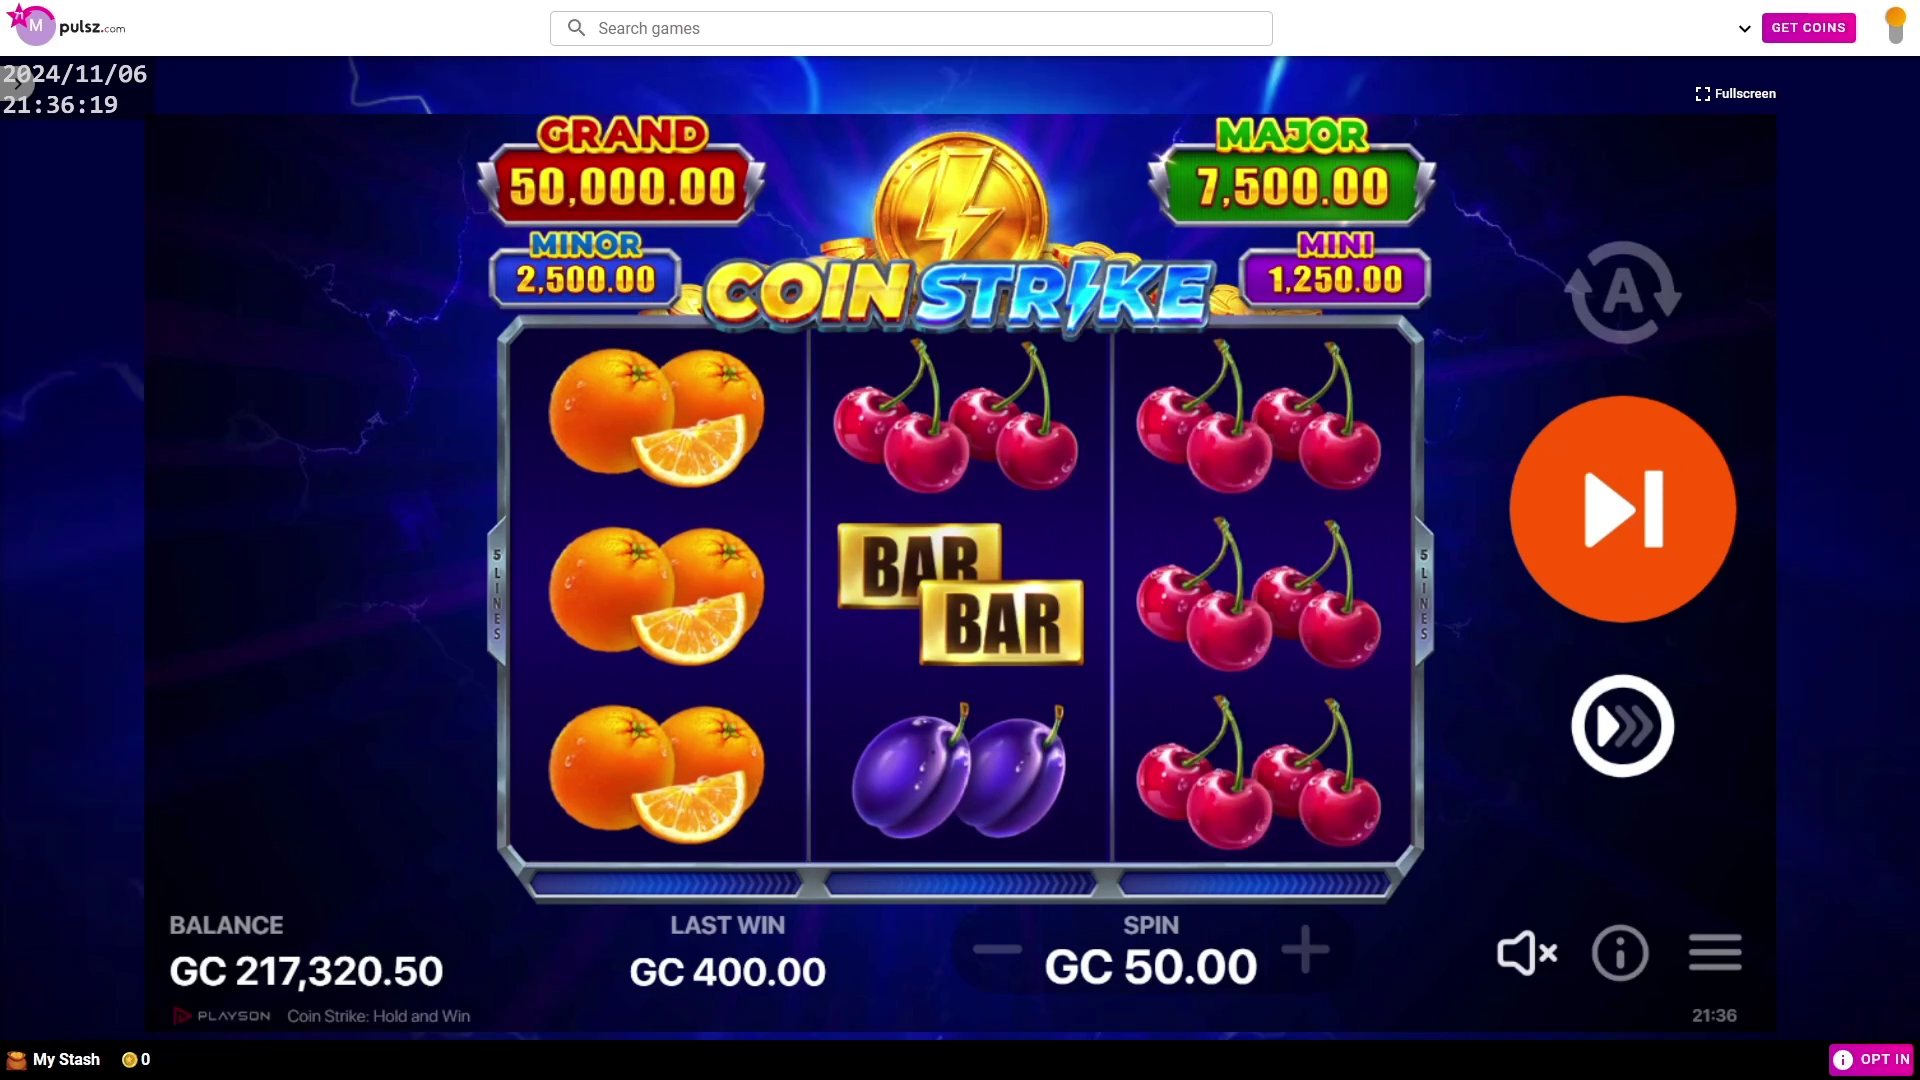 71
M
pulsz.com
Search games
GET COINS
2024/11/06
21:36:19
Fullscreen
GRAND
50,000.00
MAJOR
7,500.00
MINOR
2,500.00
MINI
1,250.00
COIN STRIKE
5 LINES
BAR
BAR
5 LINES
BALANCE
GC 217,320.50
LAST WIN
GC 400.00
SPIN
GC 50.00
PLAYSON
Coin Strike: Hold and Win
21:36
My Stash
0
OPT IN